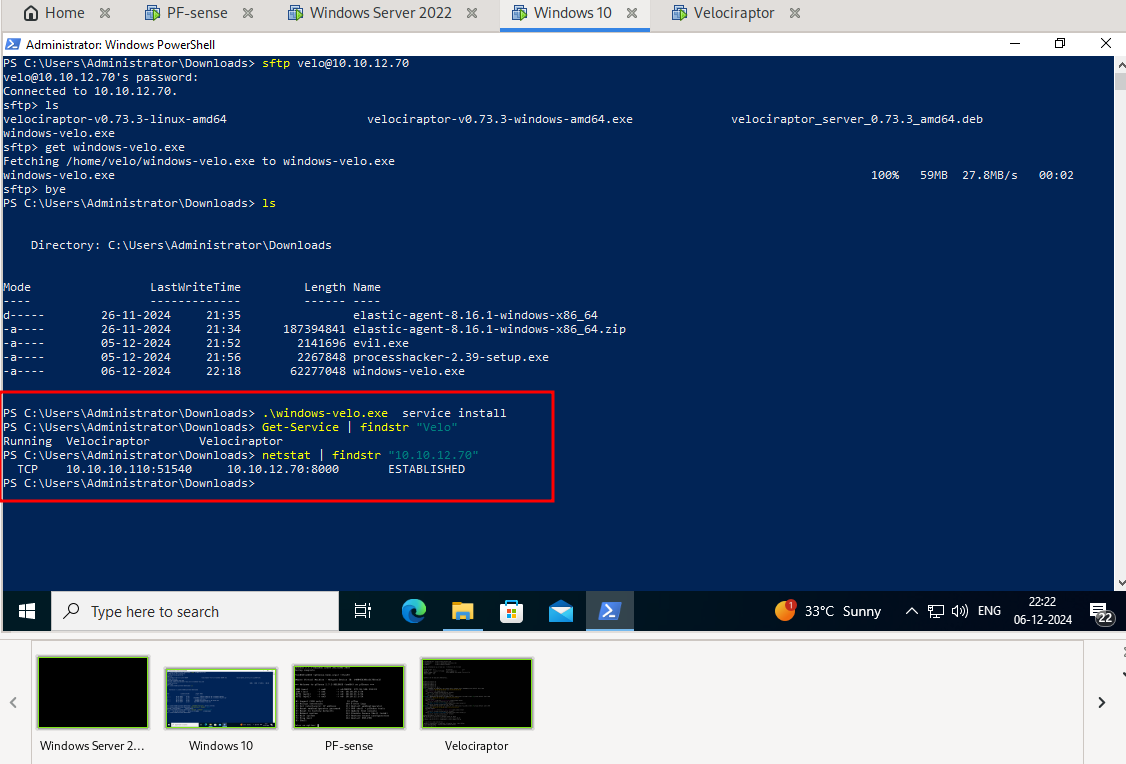 Home PF-sense Windows Server 2022 Windows 10 Velociraptor
Administrator: Windows PowerShell
PS C:\Users\Administrator\Downloads> sftp velo@10.10.12.70
velo@10.10.12.70's password:
Connected to 10.10.12.70.
sftp> ls
velociraptor-v0.73.3-linux-amd64 velociraptor-v0.73.3-windows-amd64.exe velociraptor_server_0.73.3_amd64.deb
windows-velo.exe
sftp> get windows-velo.exe
Fetching /home/velo/windows-velo.exe to windows-velo.exe
windows-velo.exe 100% 59MB 27.8MB/s 00:02
sftp> bye
PS C:\Users\Administrator\Downloads> ls
Directory: C:\Users\Administrator\Downloads
Mode LastWriteTime Length Name
---- ------------- ------ ----
d----- 26-11-2024 21:35 elastic-agent-8.16.1-windows-x86_64
-a---- 26-11-2024 21:34 187394841 elastic-agent-8.16.1-windows-x86_64.zip
-a---- 05-12-2024 21:52 2141696 evil.exe
-a---- 05-12-2024 21:56 2267848 processhacker-2.39-setup.exe
-a---- 06-12-2024 22:18 62277048 windows-velo.exe
PS C:\Users\Administrator\Downloads> .\windows-velo.exe service install
PS C:\Users\Administrator\Downloads> Get-Service | findstr "Velo"
Running Velociraptor Velociraptor
PS C:\Users\Administrator\Downloads> netstat | findstr "10.10.12.70"
TCP 10.10.10.110:51540 10.10.12.70:8000 ESTABLISHED
PS C:\Users\Administrator\Downloads>
Type here to search
1
33°C Sunny
ENG
22:22
06-12-2024
22
Windows Server 2... Windows 10 PF-sense Velociraptor